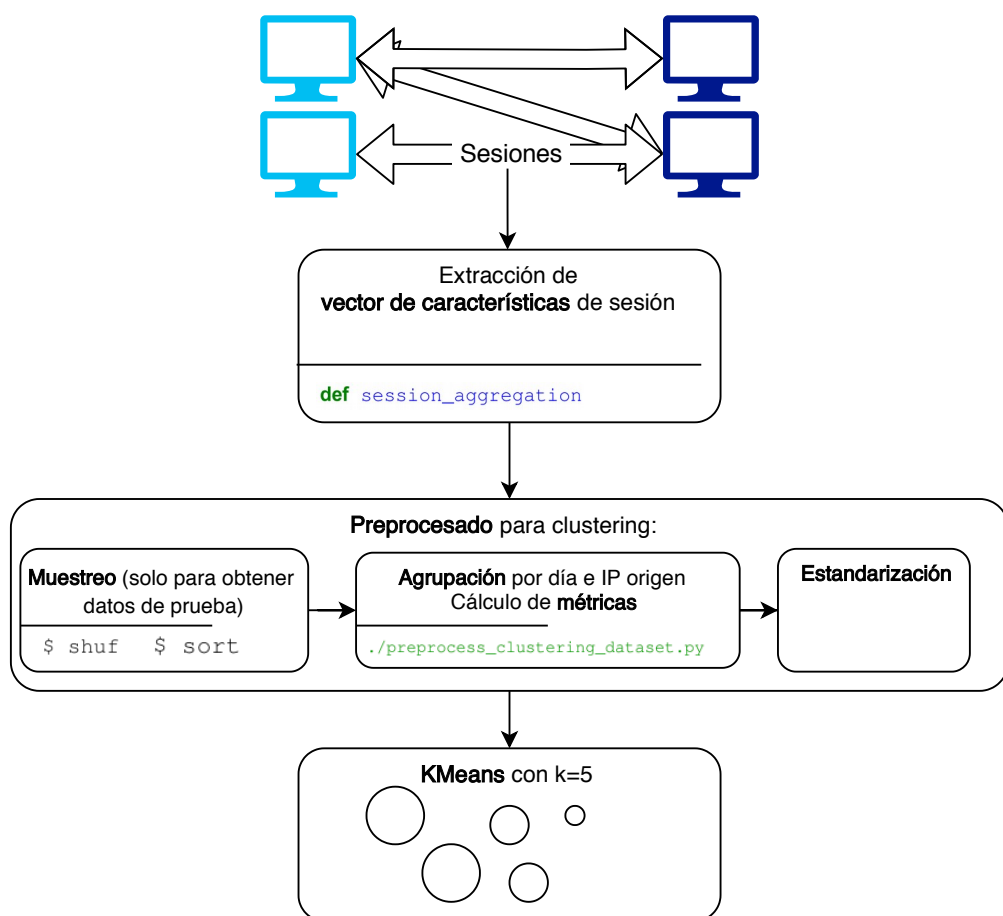 Sesiones
Extracción de
vector de características de sesión
def session_aggregation
Preprocesado para clustering:
Muestreo (solo para obtener
datos de prueba)
$ shuf $ sort
Agrupación por día e IP origen
Cálculo de métricas
./preprocess_clustering_dataset.py
Estandarización
KMeans con k=5